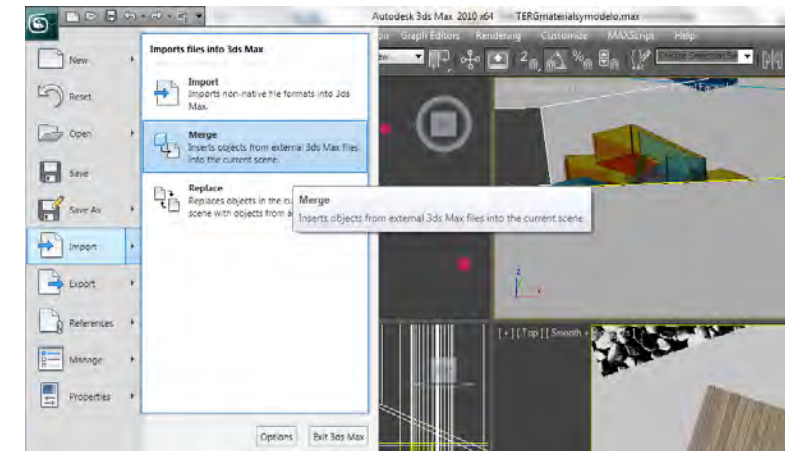 Autodesk 3ds Max 2010 x64 TERGmaterialsymodelo.max
Graph Editors Rendering Customize MAXScript Help
New
Reset
Open
Save
Save As
Import
Export
References
Manage
Properties
Imports files into 3ds Max
Import
Imports non-native file formats into 3ds
Max.
Merge
Inserts objects from external 3ds Max files
into the current scene.
Replace
Replaces objects in the cu
scene with objects from a
Merge
Inserts objects from external 3ds Max files into the current scene.
z
x
[ + ] [ Top ] [ Smooth +
Options
Exit 3ds Max